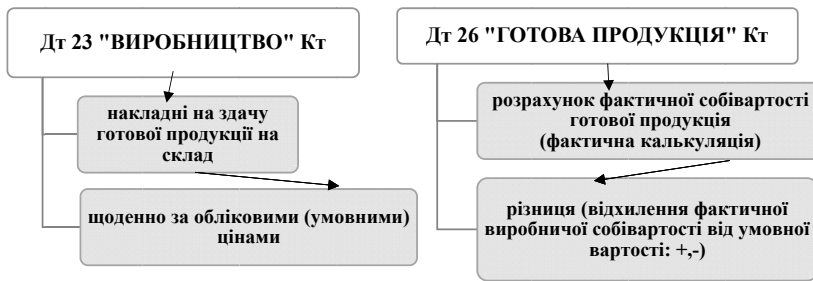 Дт 23 "ВИРОБНИЦТВО" Кт
накладні на здачу
готової продукції на
склад
щоденно за обліковими (умовними)
цінами
Дт 26 "ГОТОВА ПРОДУКЦІЯ" Кт
розрахунок фактичної собівартості
готової продукція
(фактична калькуляція)
різниця (відхилення фактичної
виробничої собівартості від умовної
вартості: +,-)